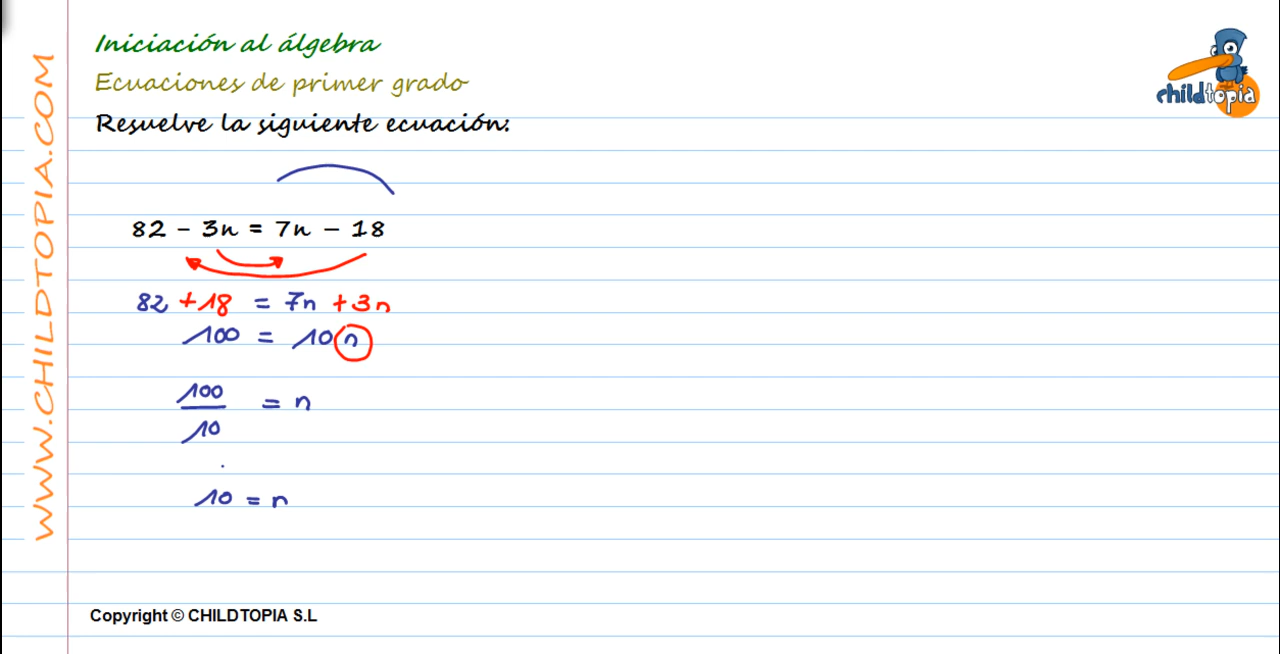 Iniciación al álgebra
Ecuaciones de primer grado
Resuelve la siguiente ecuación:
childtopia
WWW.CHILDTOPIA.COM
82 - 3n = 7n - 18
82 +18 = 7n +3n
100 = 10n
100
= n
10
10 = n
Copyright © CHILDTOPIA S.L